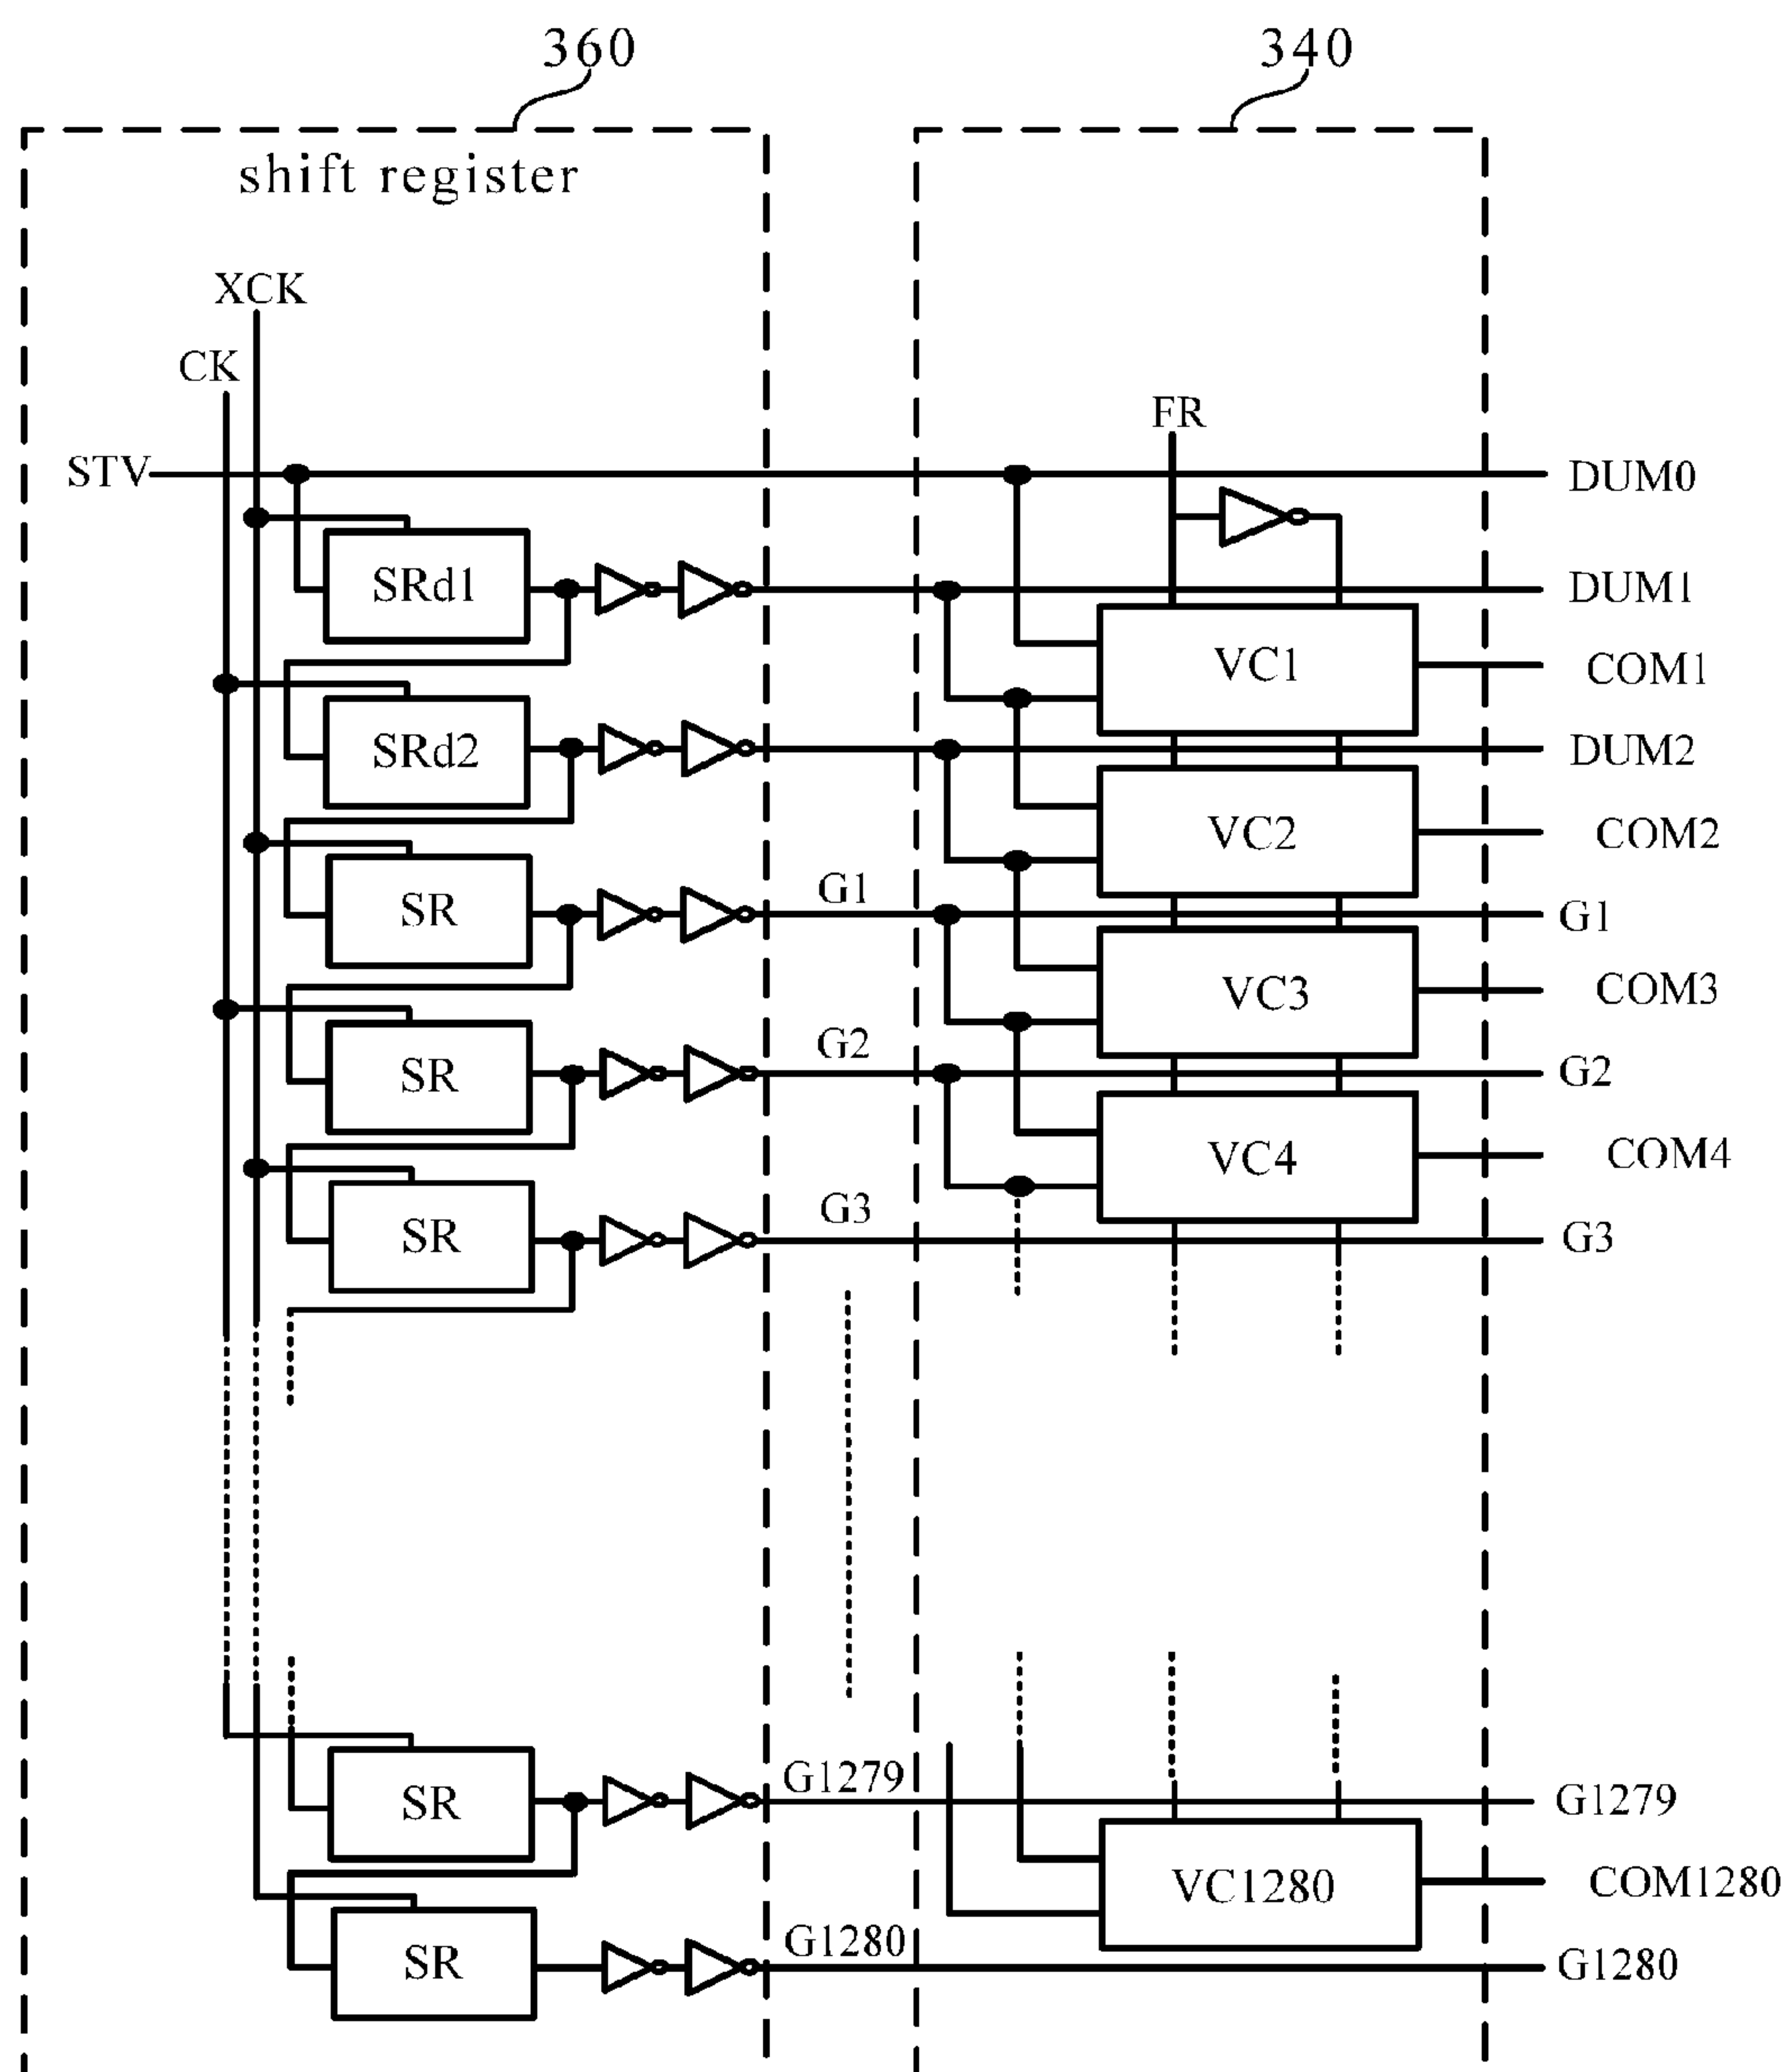 360
340
shift register
XCK
CK
FR
STV
DUM0
SRd1
DUM1
VC1
COM1
SRd2
DUM2
VC2
COM2
G1
SR
G1
VC3
COM3
G2
SR
G2
VC4
COM4
G3
SR
G3
G1279
SR
G1279
VC1280
COM1280
G1280
SR
G1280